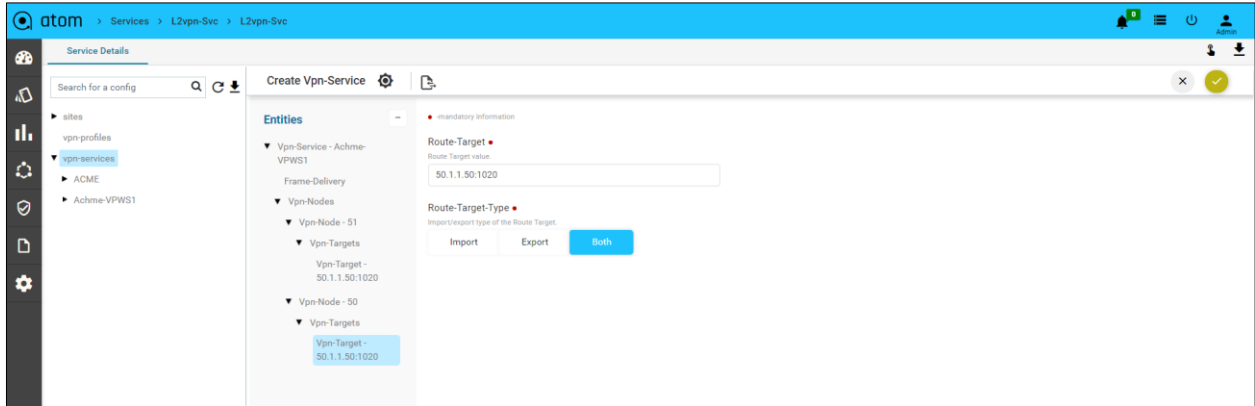 atom > Services > L2vpn-Svc > L2vpn-Svc
0
Admin
Service Details
Search for a config
sites
vpn-profiles
vpn-services
ACME
Achme-VPWS1
Create Vpn-Service
Entities
Vpn-Service - Achme-
VPWS1
Frame-Delivery
Vpn-Nodes
Vpn-Node - 51
Vpn-Targets
Vpn-Target -
50.1.1.50:1020
Vpn-Node - 50
Vpn-Targets
Vpn-Target -
50.1.1.50:1020
-mandatory information
Route-Target
Route Target value.
50.1.1.50:1020
Route-Target-Type
Import/export type of the Route Target.
Import Export Both